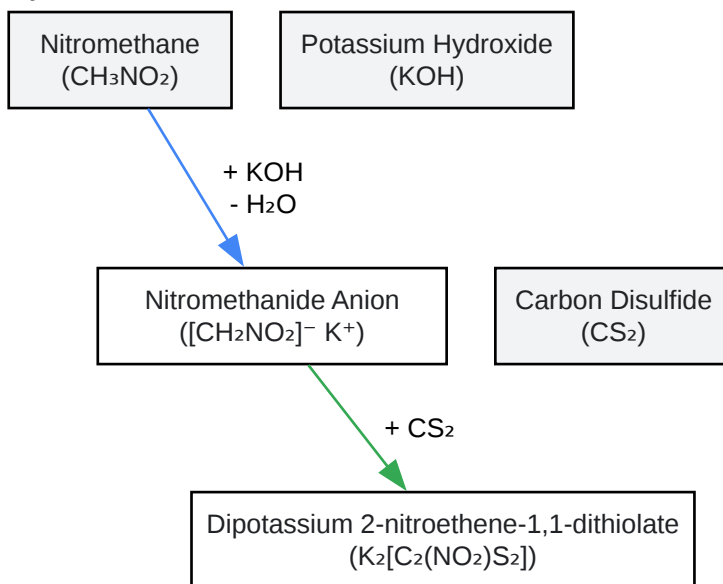 Nitromethane
(CH₃NO₂)
Potassium Hydroxide
(KOH)
+ KOH
- H₂O
Nitromethanide Anion
([CH₂NO₂]⁻ K⁺)
Carbon Disulfide
(CS₂)
+ CS₂
Dipotassium 2-nitroethene-1,1-dithiolate
(K₂[C₂(NO₂)S₂])